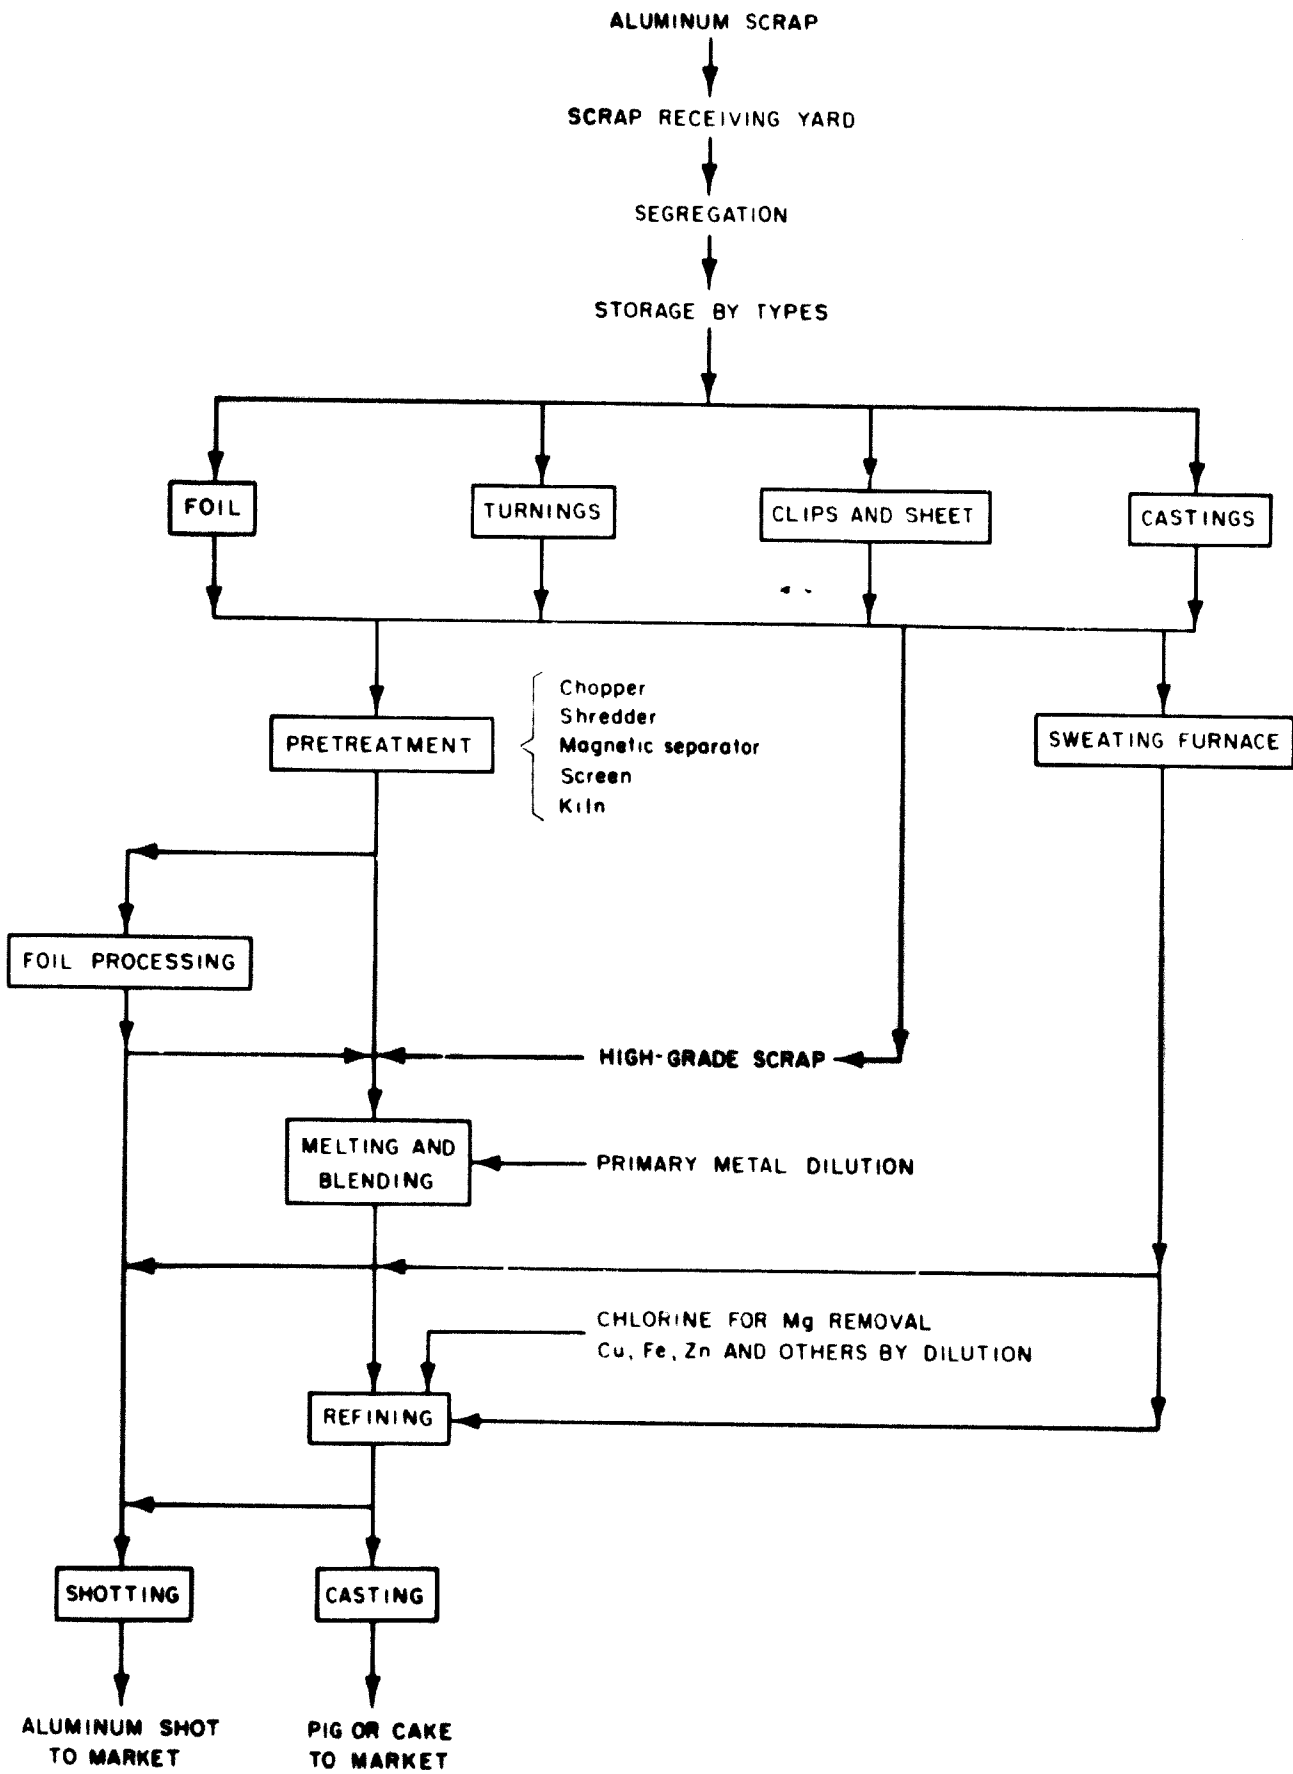 ALUMINUM SCRAP
SCRAP RECEIVING YARD
SEGREGATION
STORAGE BY TYPES
FOIL
TURNINGS
CLIPS AND SHEET
CASTINGS
PRETREATMENT
Chopper
Shredder
Magnetic separator
Screen
Kiln
SWEATING FURNACE
FOIL PROCESSING
HIGH-GRADE SCRAP
MELTING AND
BLENDING
PRIMARY METAL DILUTION
CHLORINE FOR Mg REMOVAL
Cu, Fe, Zn AND OTHERS BY DILUTION
REFINING
SHOTTING
CASTING
ALUMINUM SHOT
TO MARKET
PIG OR CAKE
TO MARKET